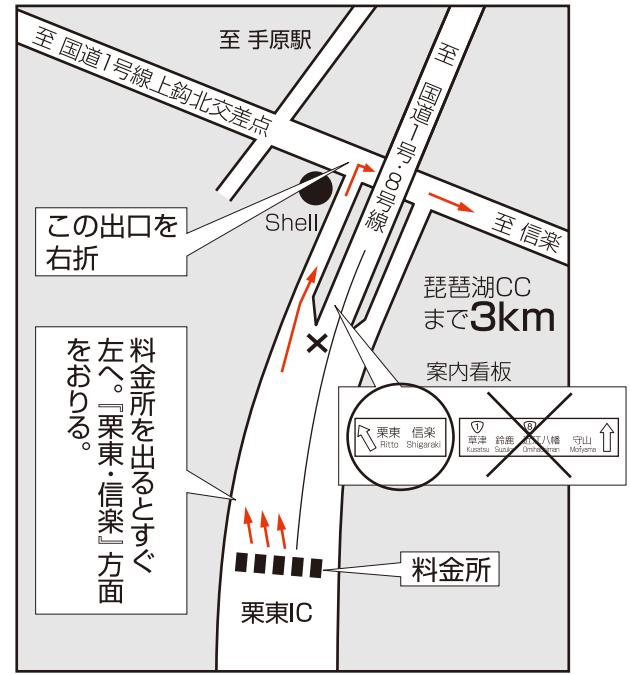 至 手原駅
至 国道1号線上鈎北交差点
至 国道1号・8号線
この出口を
右折
Shell
至 信楽
琵琶湖CC
まで3km
案内看板
栗東 信楽
Ritto Shigaraki
1 8
草津 鈴鹿 近江八幡 守山
Kusatsu Suzuka Omihachiman Moriyama
料金所を出るとすぐ
左へ。『栗東・信楽』方面
をおりる。
料金所
栗東IC